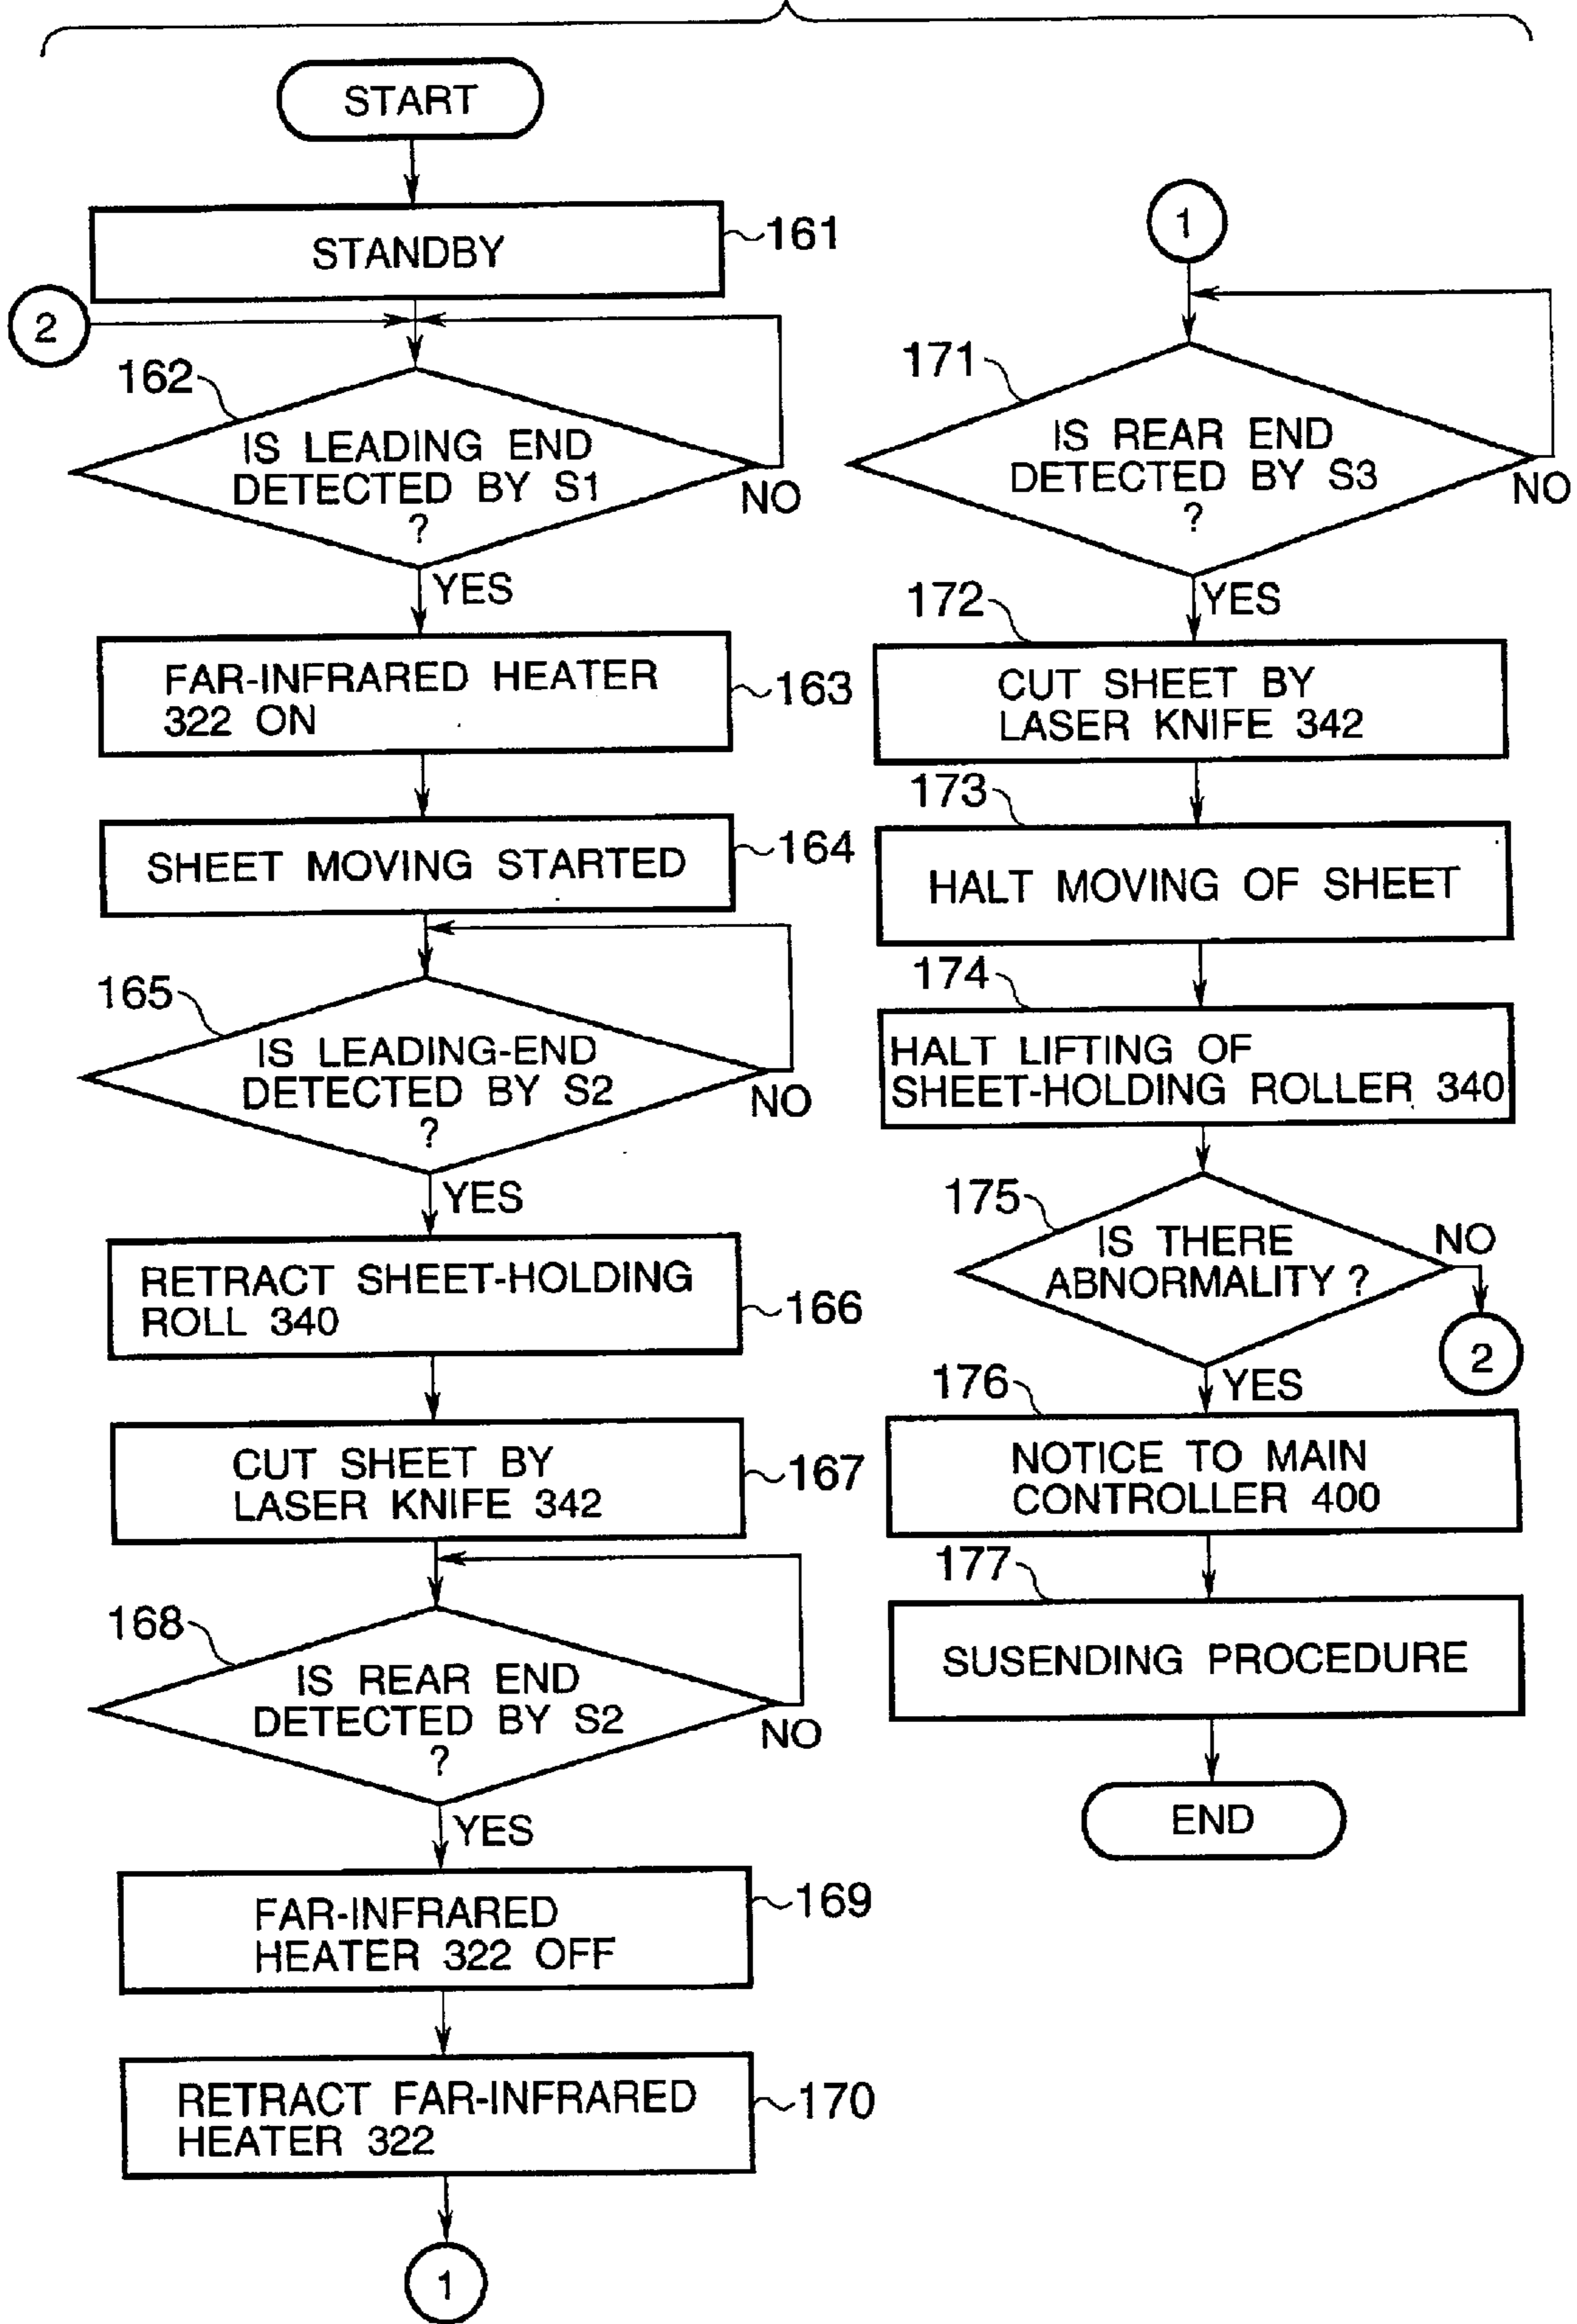 START
STANDBY
161
2
162
IS LEADING END
DETECTED BY S1
?
NO
YES
FAR-INFRARED HEATER
322 ON
163
SHEET MOVING STARTED
164
165
IS LEADING-END
DETECTED BY S2
?
NO
YES
RETRACT SHEET-HOLDING
ROLL 340
166
CUT SHEET BY
LASER KNIFE 342
167
168
IS REAR END
DETECTED BY S2
?
NO
YES
FAR-INFRARED
HEATER 322 OFF
169
RETRACT FAR-INFRARED
HEATER 322
170
1
1
171
IS REAR END
DETECTED BY S3
?
NO
YES
172
CUT SHEET BY
LASER KNIFE 342
173
HALT MOVING OF SHEET
174
HALT LIFTING OF
SHEET-HOLDING ROLLER 340
175
IS THERE
ABNORMALITY ?
NO
2
YES
176
NOTICE TO MAIN
CONTROLLER 400
177
SUSENDING PROCEDURE
END